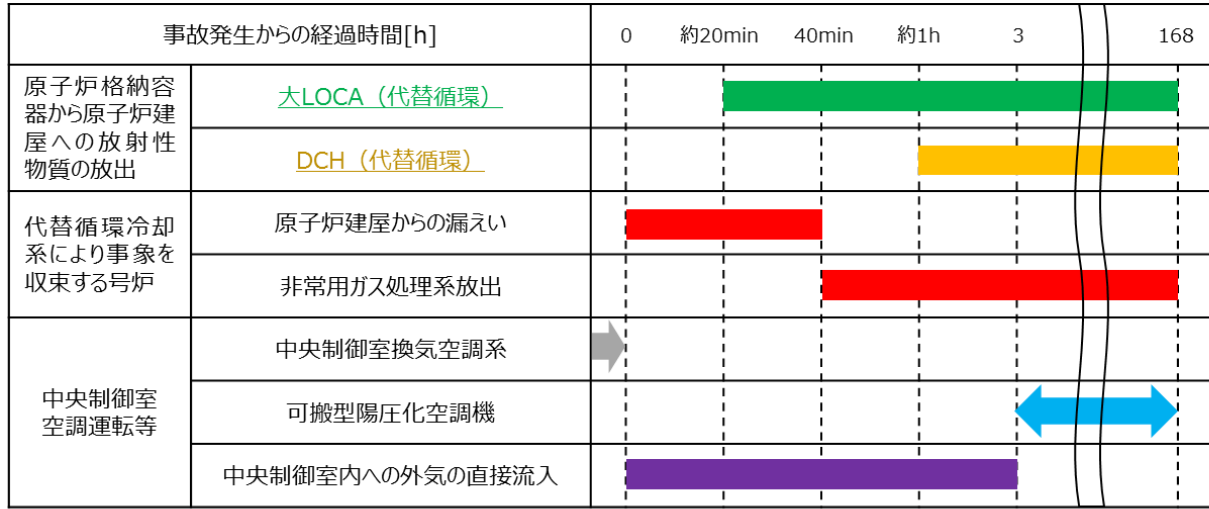 事故発生からの経過時間[h]
0 約20min 40min 約1h 3 168
原子炉格納容
器から原子炉建
屋への放射性
物質の放出
大LOCA（代替循環）
DCH（代替循環）
代替循環冷却
系により事象を
収束する号炉
原子炉建屋からの漏えい
非常用ガス処理系放出
中央制御室
空調運転等
中央制御室換気空調系
可搬型陽圧化空調機
中央制御室内への外気の直接流入